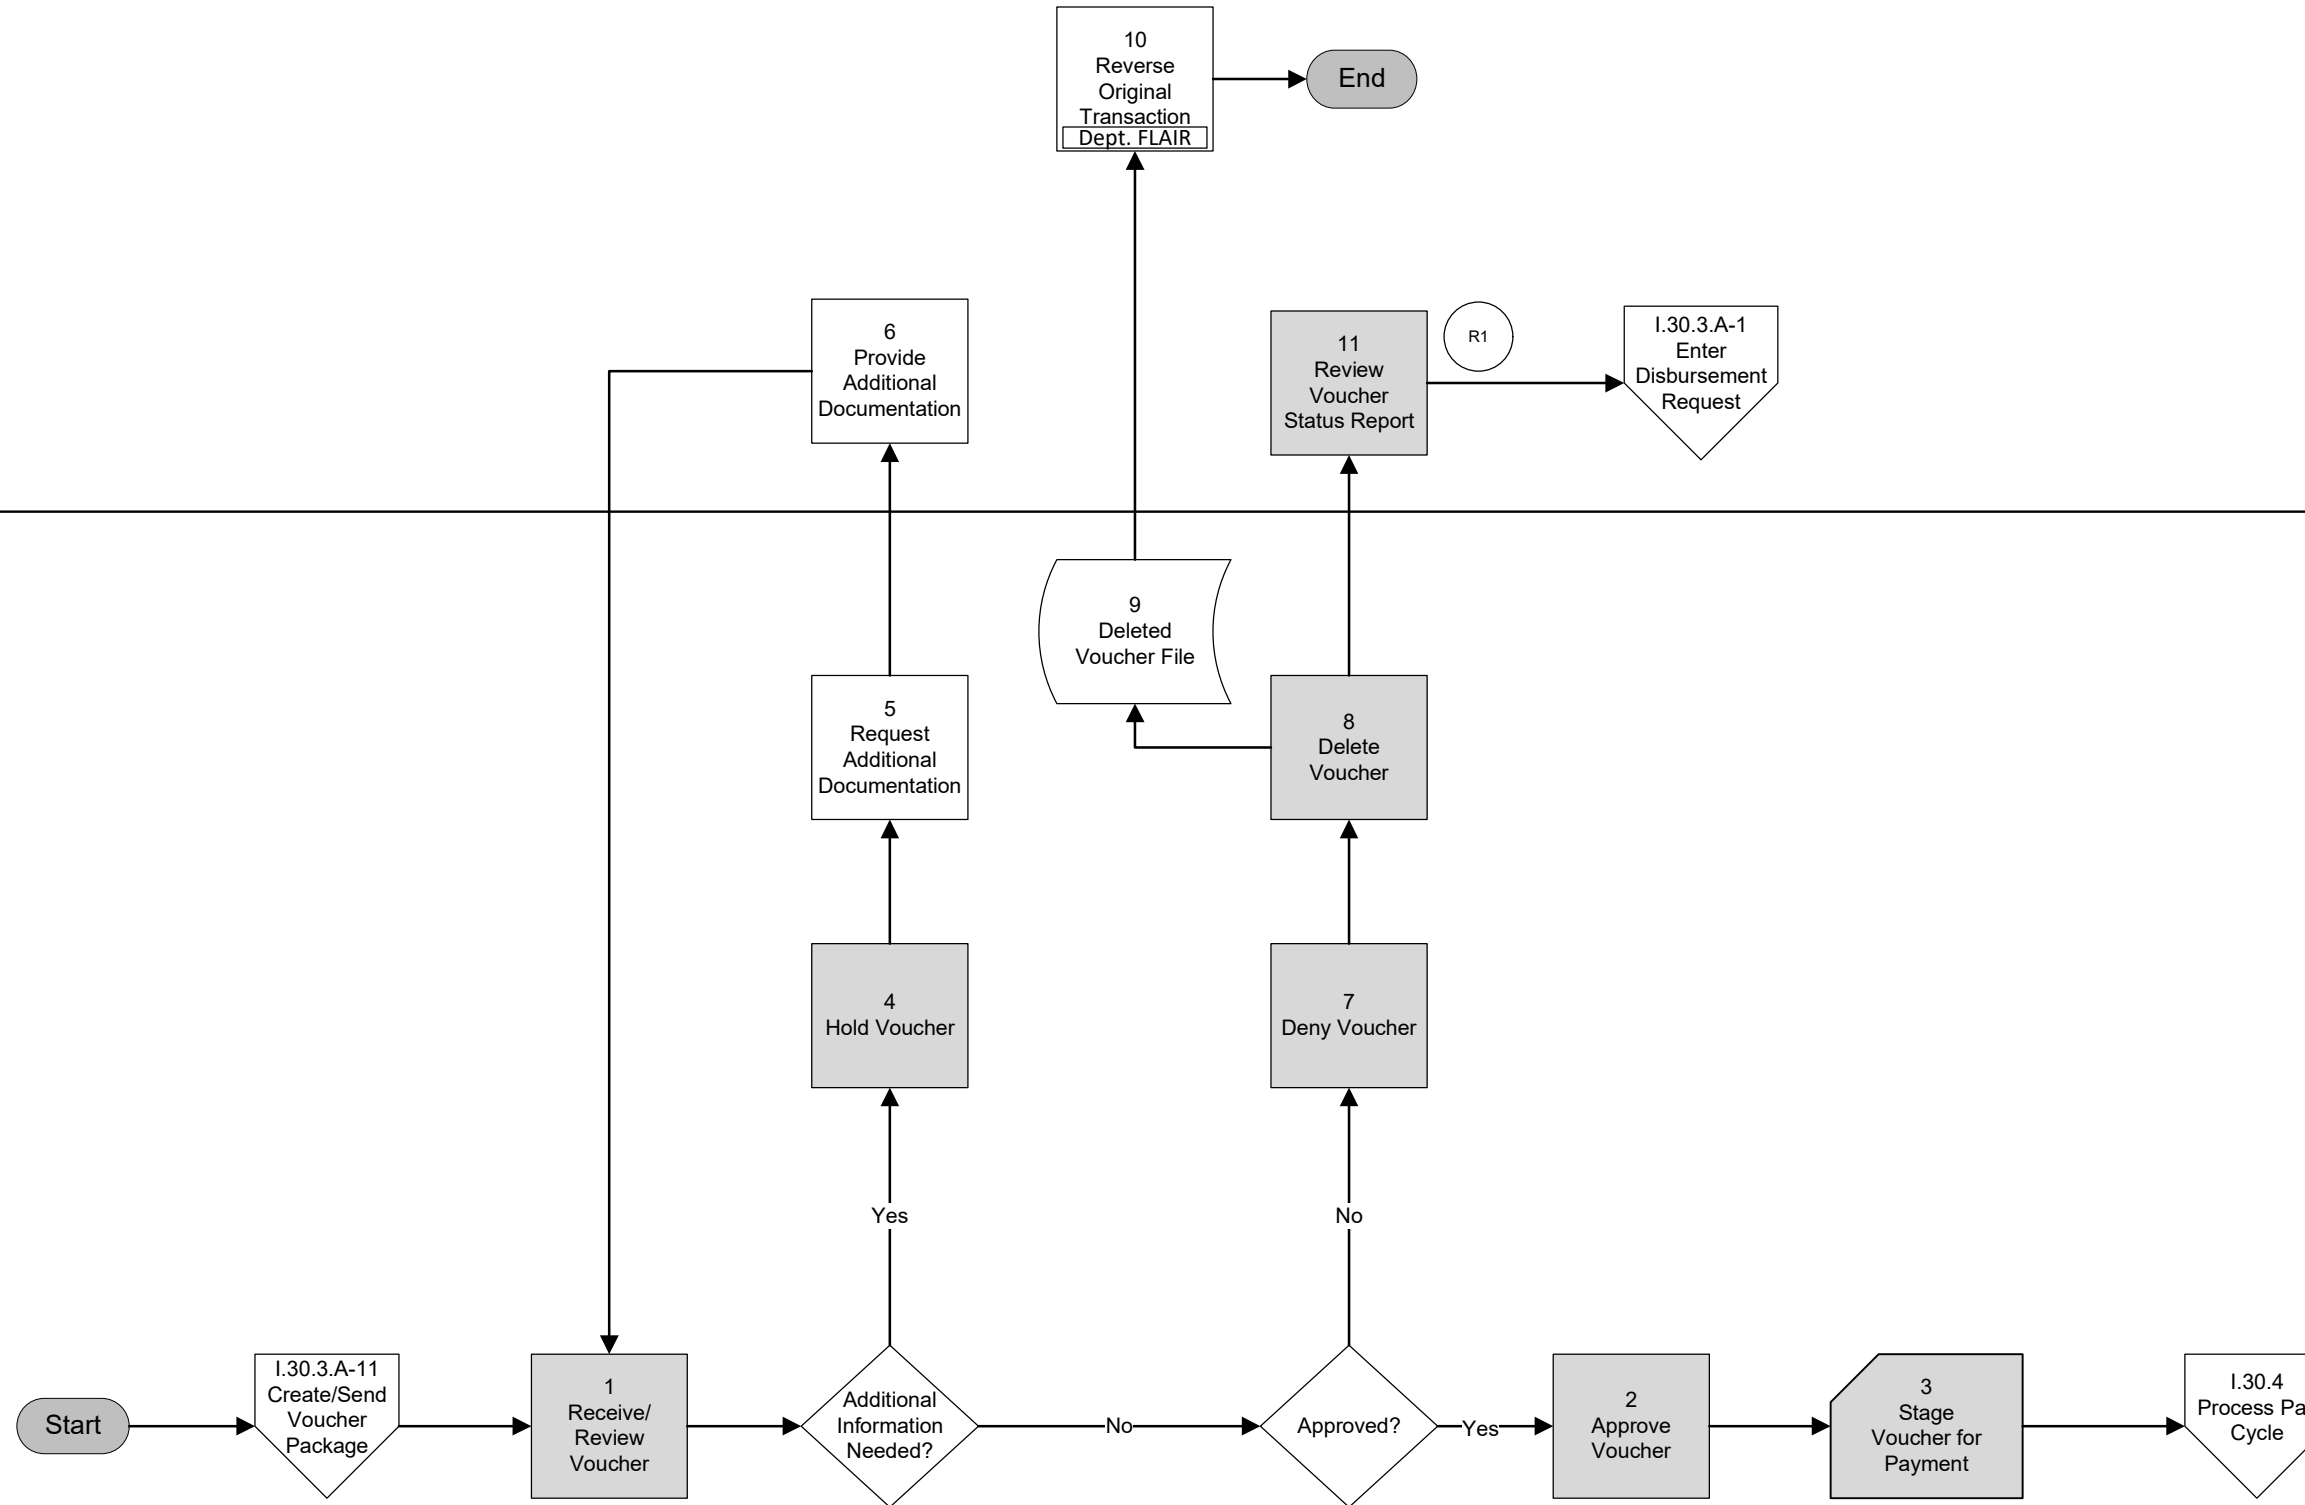 10
Reverse
Original
Transaction
Dept. FLAIR
End
6
Provide
Additional
Documentation
11
Review
Voucher
Status Report
R1
I.30.3.A-1
Enter
Disbursement
Request
9
Deleted
Voucher File
5
Request
Additional
Documentation
8
Delete
Voucher
4
Hold Voucher
7
Deny Voucher
Yes
No
Start
I.30.3.A-11
Create/Send
Voucher
Package
1
Receive/
Review
Voucher
Additional
Information
Needed?
No
Approved?
Yes
2
Approve
Voucher
3
Stage
Voucher for
Payment
I.30.4
Process
Cycle